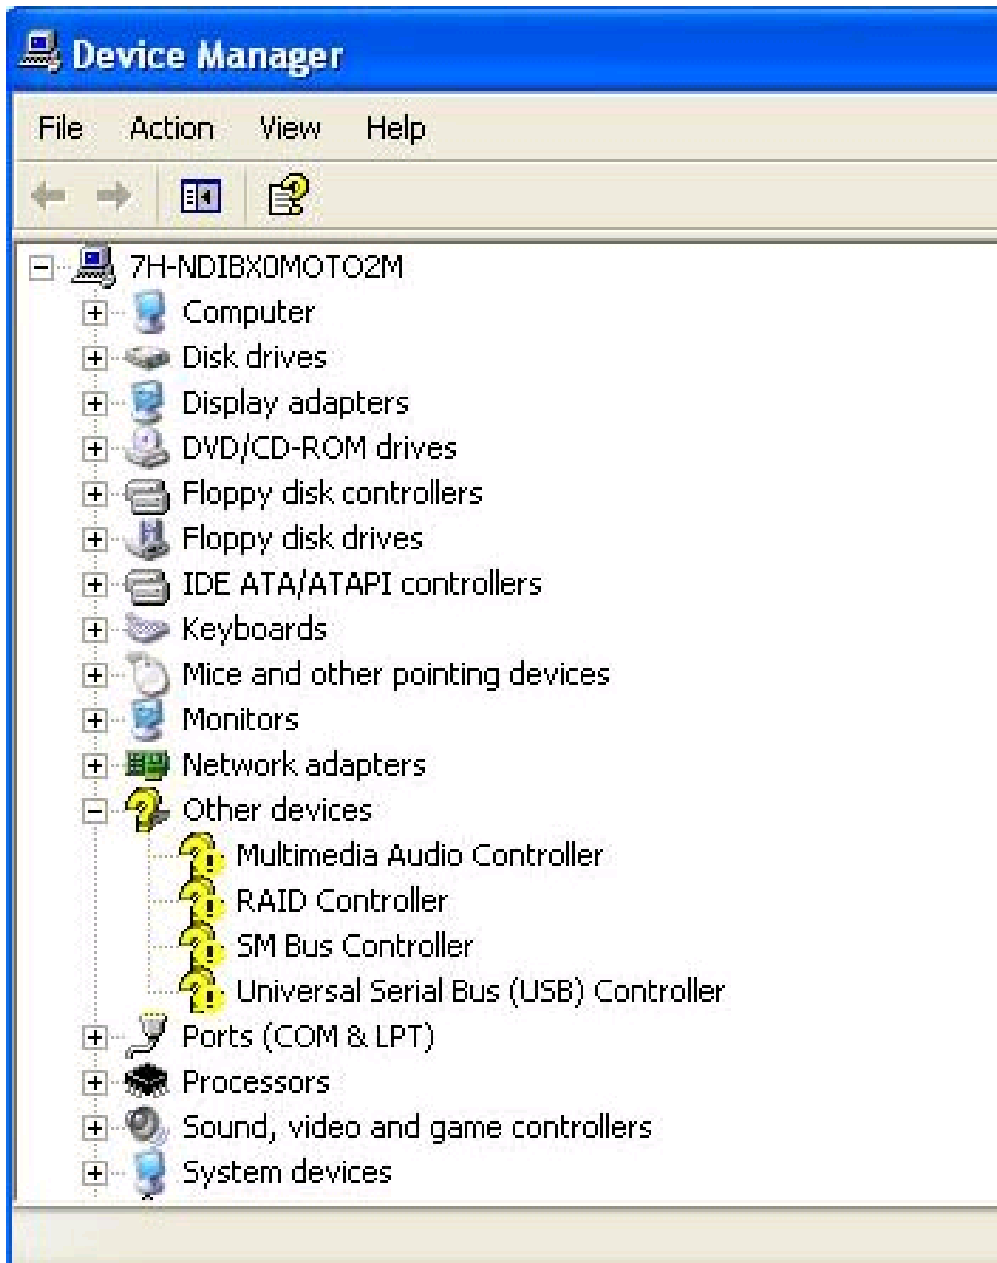 Device Manager
File Action View Help
7H-NDIBX0MOTO2M
Computer
Disk drives
Display adapters
DVD/CD-ROM drives
Floppy disk controllers
Floppy disk drives
IDE ATA/ATAPI controllers
Keyboards
Mice and other pointing devices
Monitors
Network adapters
Other devices
Multimedia Audio Controller
RAID Controller
SM Bus Controller
Universal Serial Bus (USB) Controller
Ports (COM & LPT)
Processors
Sound, video and game controllers
System devices